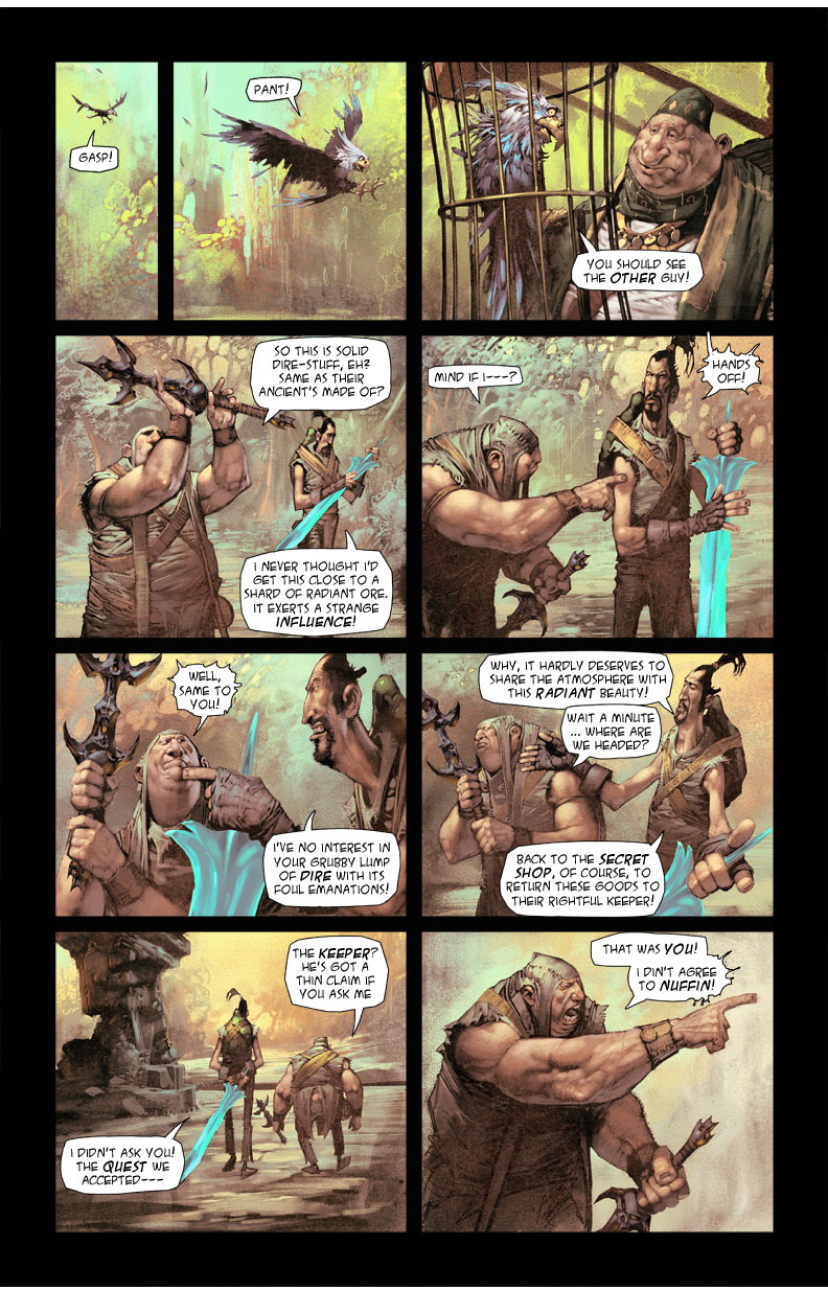 GASP!
PANT!
YOU SHOULD SEE
THE OTHER GUY!
SO THIS IS SOLID
DIRE-STUFF, EH?
SAME AS THEIR
ANCIENT'S MADE OF?
I NEVER THOUGHT I'D
GET THIS CLOSE TO A
SHARD OF RADIANT ORE.
IT EXERTS A STRANGE
INFLUENCE!
MIND IF I---?
HANDS
OFF!
WELL,
SAME TO
YOU!
I'VE NO INTEREST IN
YOUR GRUBBY LUMP
OF DIRE WITH ITS
FOUL EMANATIONS!
WHY, IT HARDLY DESERVES TO
SHARE THE ATMOSPHERE WITH
THIS RADIANT BEAUTY!
WAIT A MINUTE
... WHERE ARE
WE HEADED?
BACK TO THE SECRET
SHOP, OF COURSE, TO
RETURN THESE GOODS TO
THEIR RIGHTFUL KEEPER!
THE KEEPER?
HE'S GOT A
THIN CLAIM IF
YOU ASK ME
I DIDN'T ASK YOU!
THE QUEST WE
ACCEPTED---
THAT WAS YOU!
I DIN'T AGREE
TO NUFFIN!